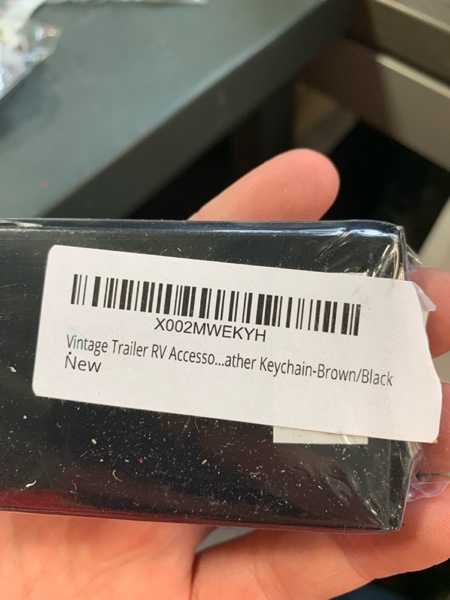 X002MWEKYH
Vintage Trailer RV Accesso...ather Keychain-Brown/Black
New